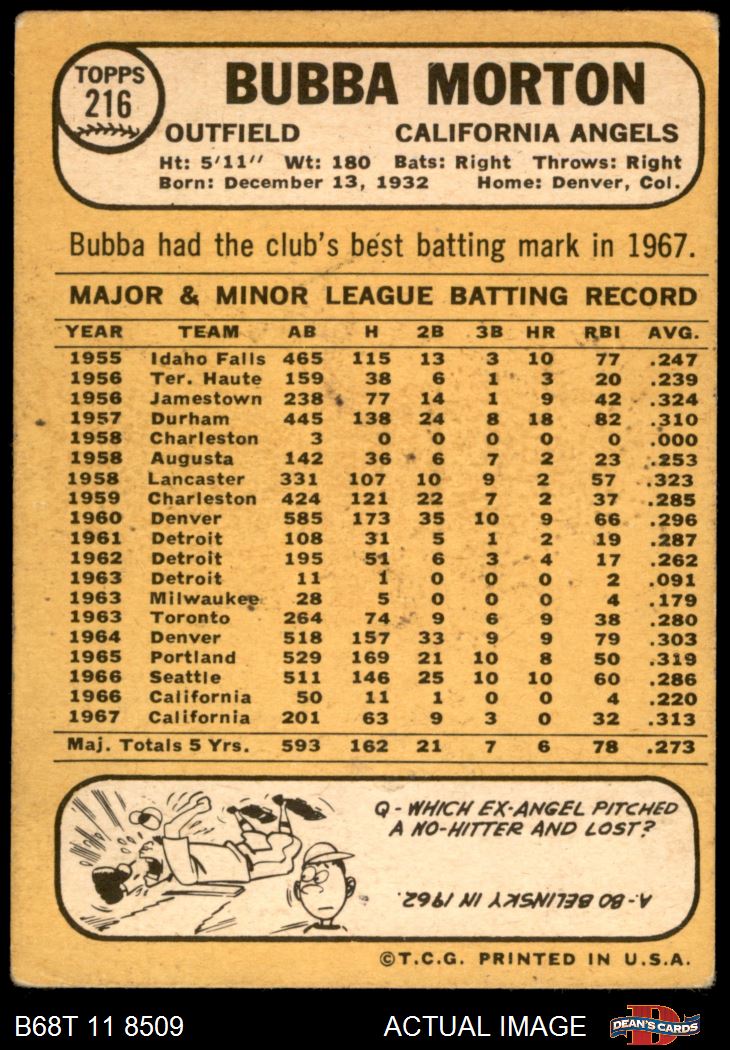 TOPPS
216
BUBBA MORTON
OUTFIELD CALIFORNIA ANGELS
Ht: 5'11" Wt: 180 Bats: Right Throws: Right
Born: December 13, 1932 Home: Denver, Col.
Bubba had the club's best batting mark in 1967.
MAJOR & MINOR LEAGUE BATTING RECORD
YEAR TEAM AB H 2B 3B HR RBI AVG.
1955 Idaho Falls 465 115 13 3 10 77 .247
1956 Ter. Haute 159 38 6 1 3 20 .239
1956 Jamestown 238 77 14 1 9 42 .324
1957 Durham 445 138 24 8 18 82 .310
1958 Charleston 3 0 0 0 0 0 .000
1958 Augusta 142 36 6 7 2 23 .253
1958 Lancaster 331 107 10 9 2 57 .323
1959 Charleston 424 121 22 7 2 37 .285
1960 Denver 585 173 35 10 9 66 .296
1961 Detroit 108 31 5 1 2 19 .287
1962 Detroit 195 51 6 3 4 17 .262
1963 Detroit 11 1 0 0 0 2 .091
1963 Milwaukee 28 5 0 0 0 4 .179
1963 Toronto 264 74 9 6 9 38 .280
1964 Denver 518 157 33 9 9 79 .303
1965 Portland 529 169 21 10 8 50 .319
1966 Seattle 511 146 25 10 10 60 .286
1966 California 50 11 1 0 0 4 .220
1967 California 201 63 9 3 0 32 .313
Maj. Totals 5 Yrs. 593 162 21 7 6 78 .273
Q - WHICH EX-ANGEL PITCHED
A NO-HITTER AND LOST?
A - BO BELINSKY IN 1962.
©T.C.G. PRINTED IN U.S.A.
B68T 11 8509 ACTUAL IMAGE DEAN'S CARDS